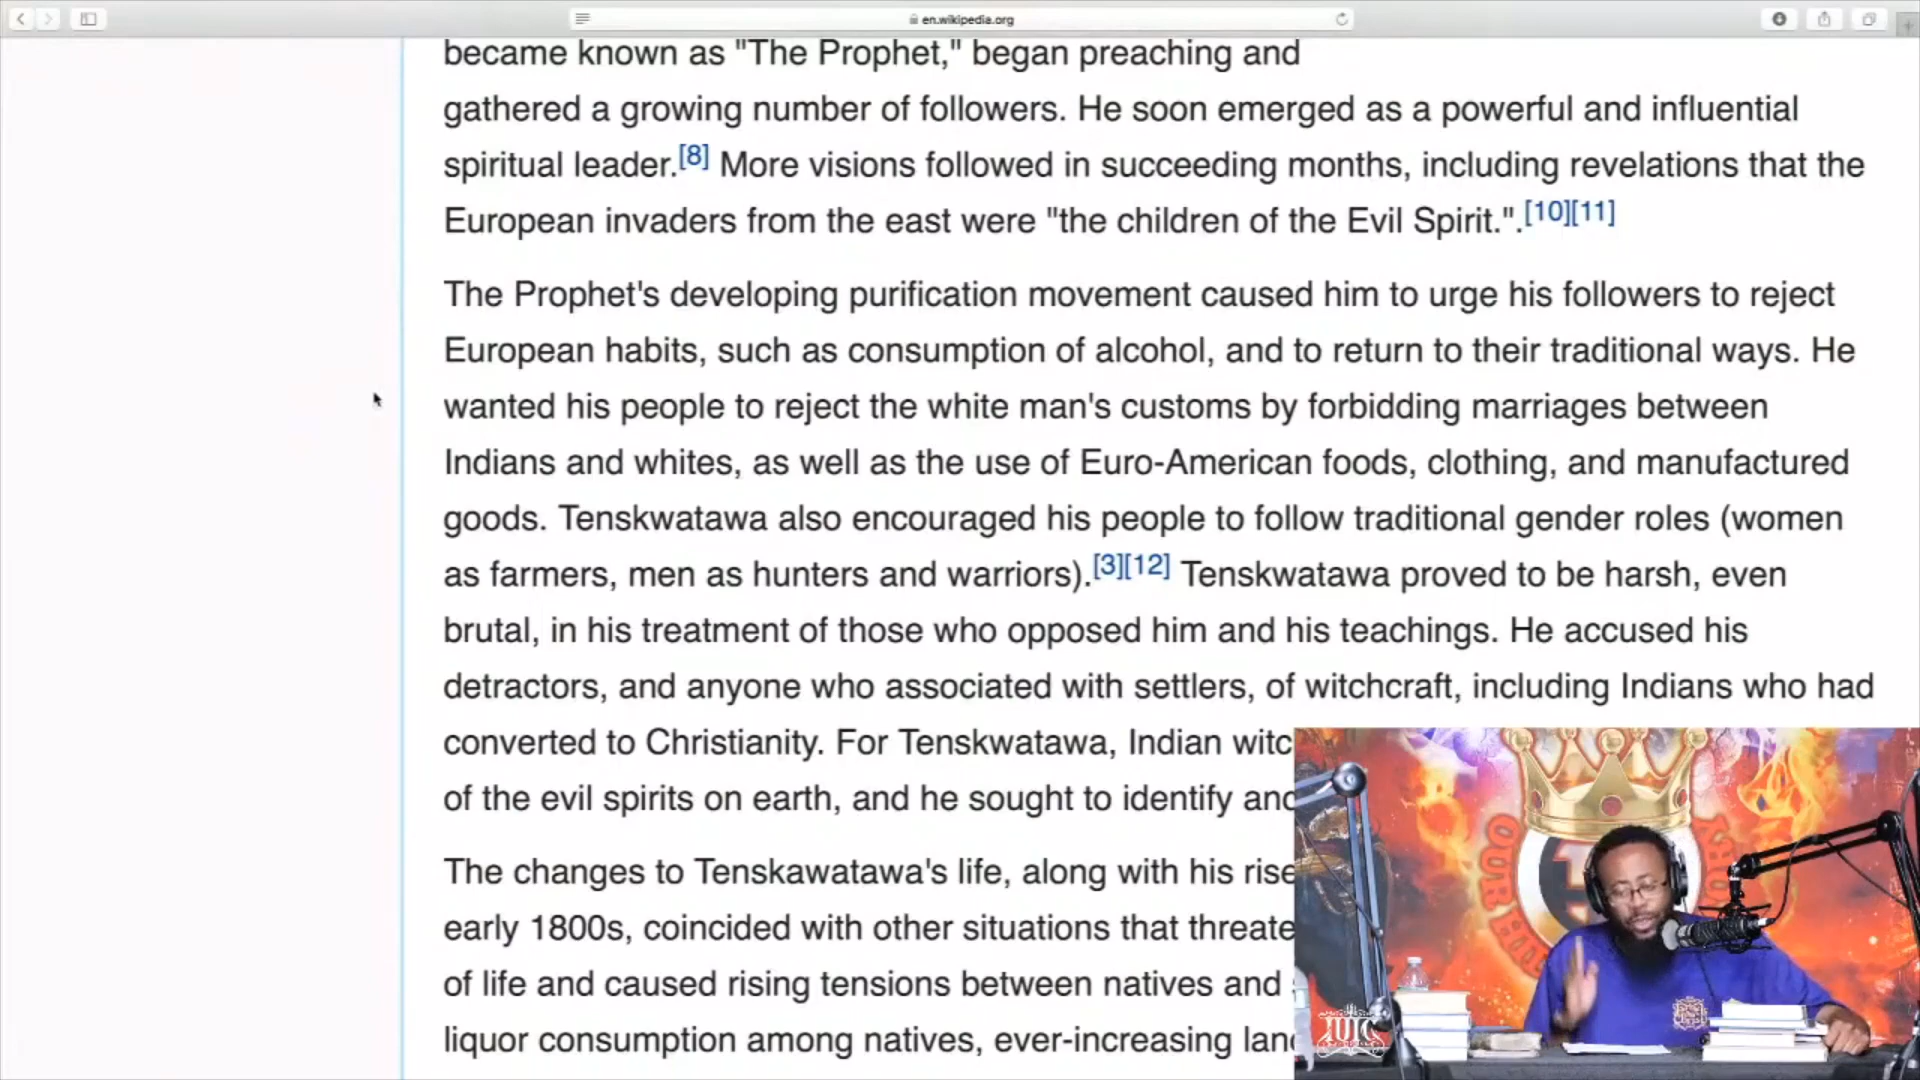 en.wikipedia.org
became known as "The Prophet," began preaching and
gathered a growing number of followers. He soon emerged as a powerful and influential
spiritual leader.[8] More visions followed in succeeding months, including revelations that the
European invaders from the east were "the children of the Evil Spirit.".[10][11]
The Prophet's developing purification movement caused him to urge his followers to reject
European habits, such as consumption of alcohol, and to return to their traditional ways. He
wanted his people to reject the white man's customs by forbidding marriages between
Indians and whites, as well as the use of Euro-American foods, clothing, and manufactured
goods. Tenskwatawa also encouraged his people to follow traditional gender roles (women
as farmers, men as hunters and warriors).[3][12] Tenskwatawa proved to be harsh, even
brutal, in his treatment of those who opposed him and his teachings. He accused his
detractors, and anyone who associated with settlers, of witchcraft, including Indians who had
converted to Christianity. For Tenskwatawa, Indian witc
of the evil spirits on earth, and he sought to identify and
The changes to Tenskawatawa's life, along with his rise
early 1800s, coincided with other situations that threate
of life and caused rising tensions between natives and
liquor consumption among natives, ever-increasing lan
OUR HI
IUIC